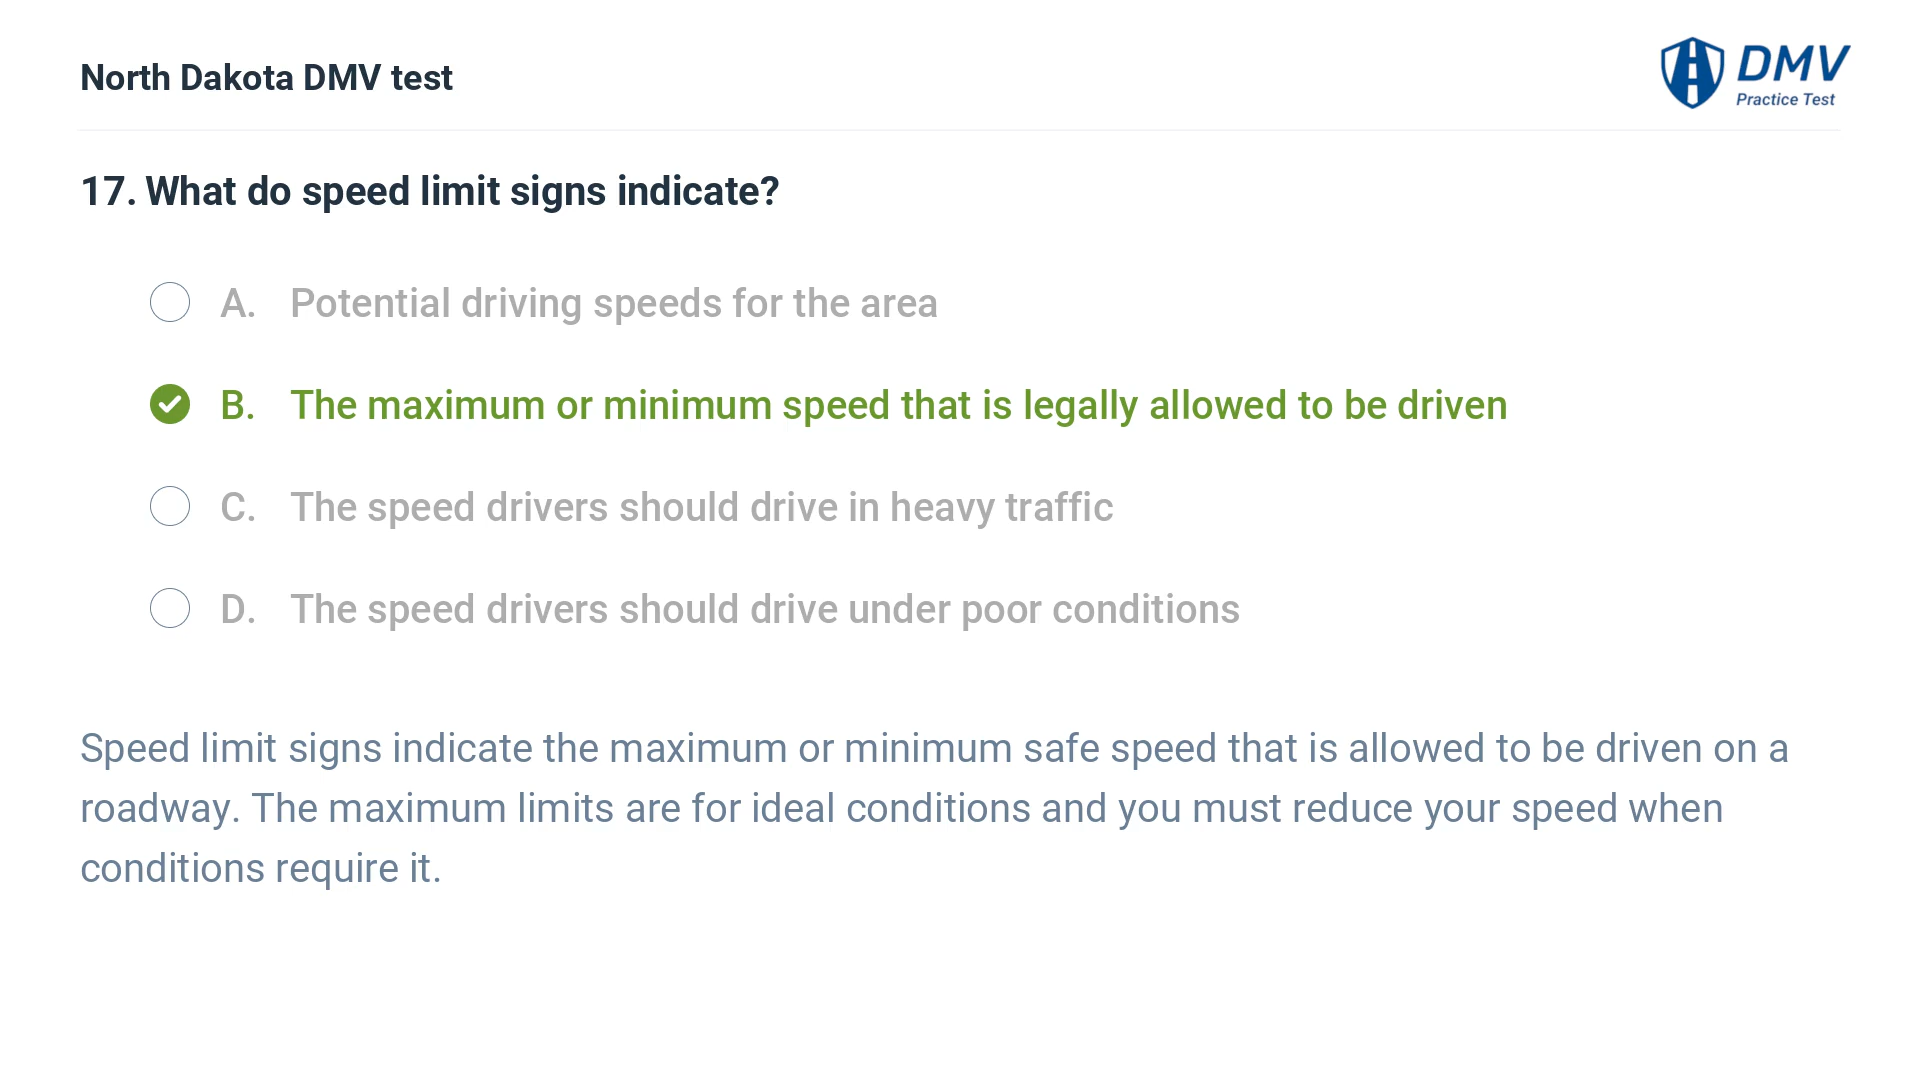 North Dakota DMV test
DMV
Practice Test
17. What do speed limit signs indicate?
A. Potential driving speeds for the area
B. The maximum or minimum speed that is legally allowed to be driven
C. The speed drivers should drive in heavy traffic
D. The speed drivers should drive under poor conditions
Speed limit signs indicate the maximum or minimum safe speed that is allowed to be driven on a
roadway. The maximum limits are for ideal conditions and you must reduce your speed when
conditions require it.